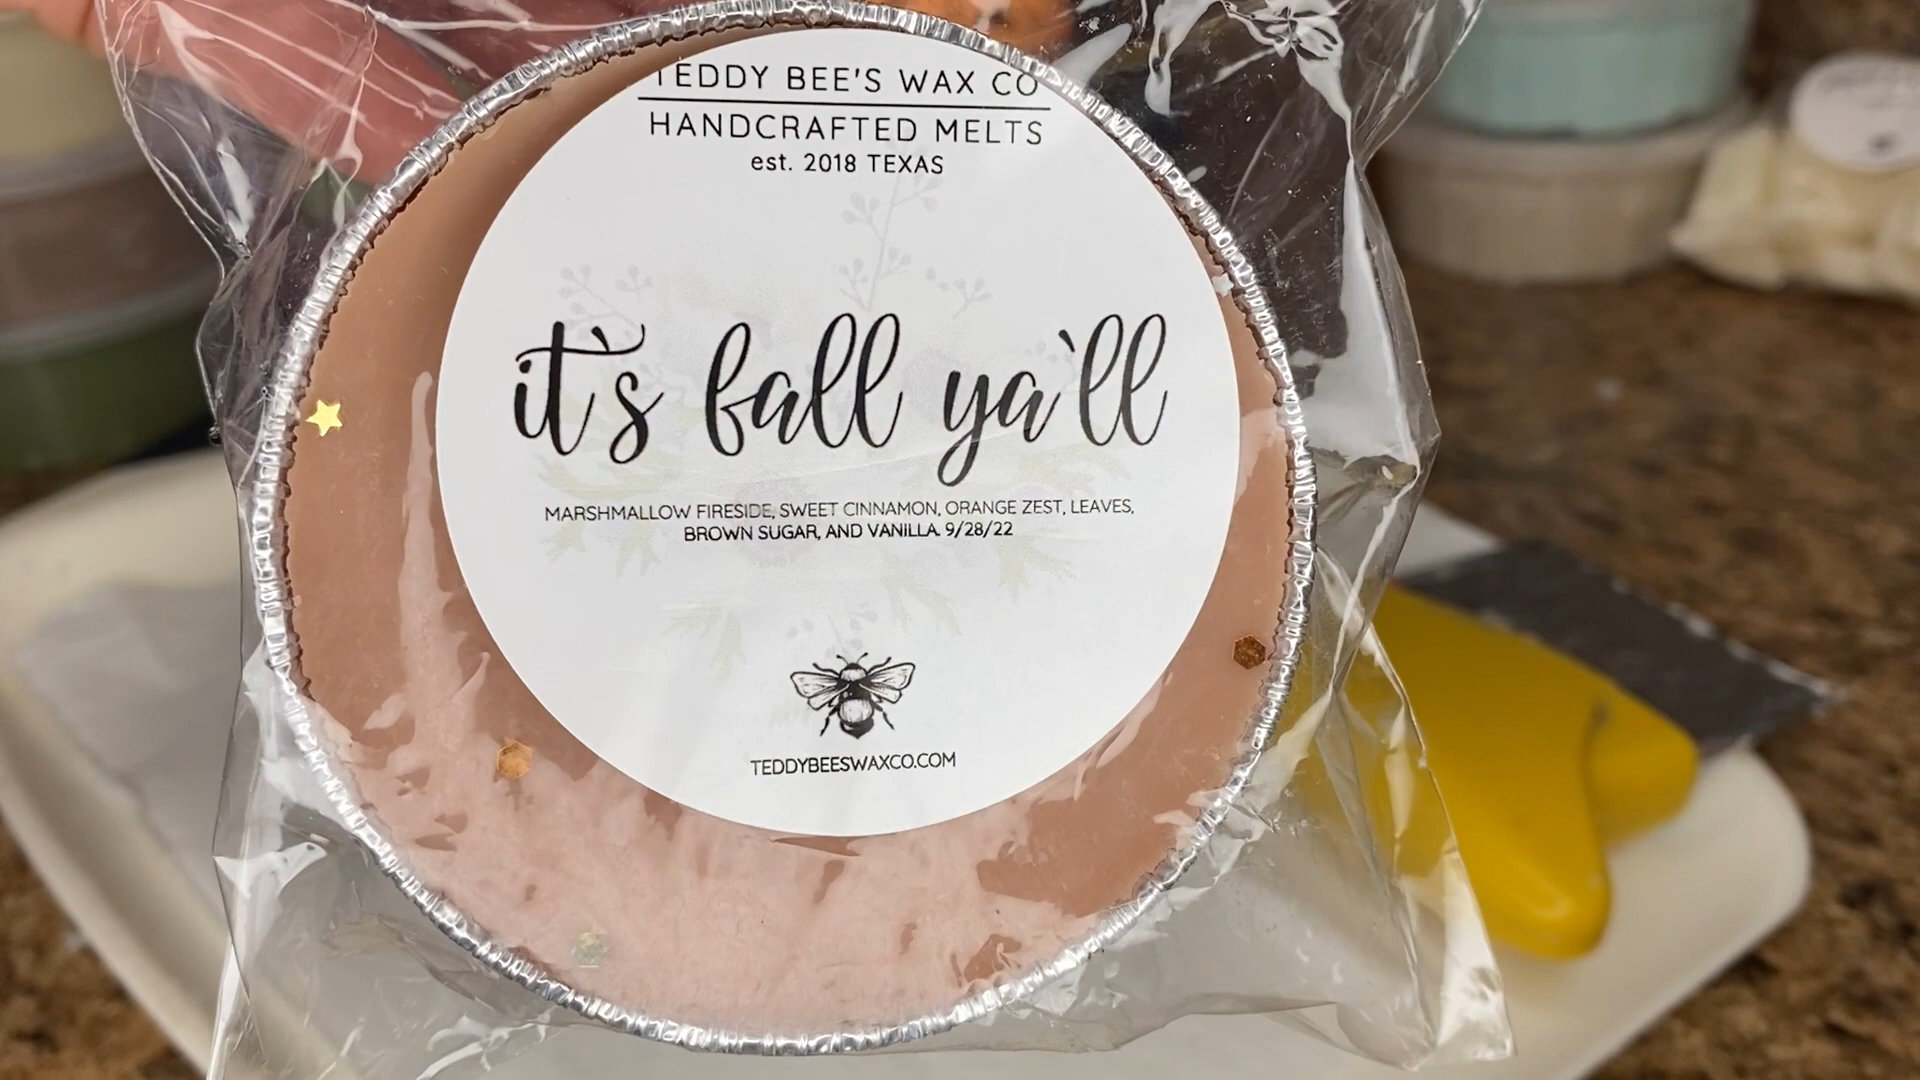 TEDDY BEE'S WAX CO
HANDCRAFTED MELTS
est. 2018 TEXAS
it`s fall ya`ll
MARSHMALLOW FIRESIDE, SWEET CINNAMON, ORANGE ZEST, LEAVES,
BROWN SUGAR, AND VANILLA. 9/28/22
TEDDYBEESWAXCO.COM